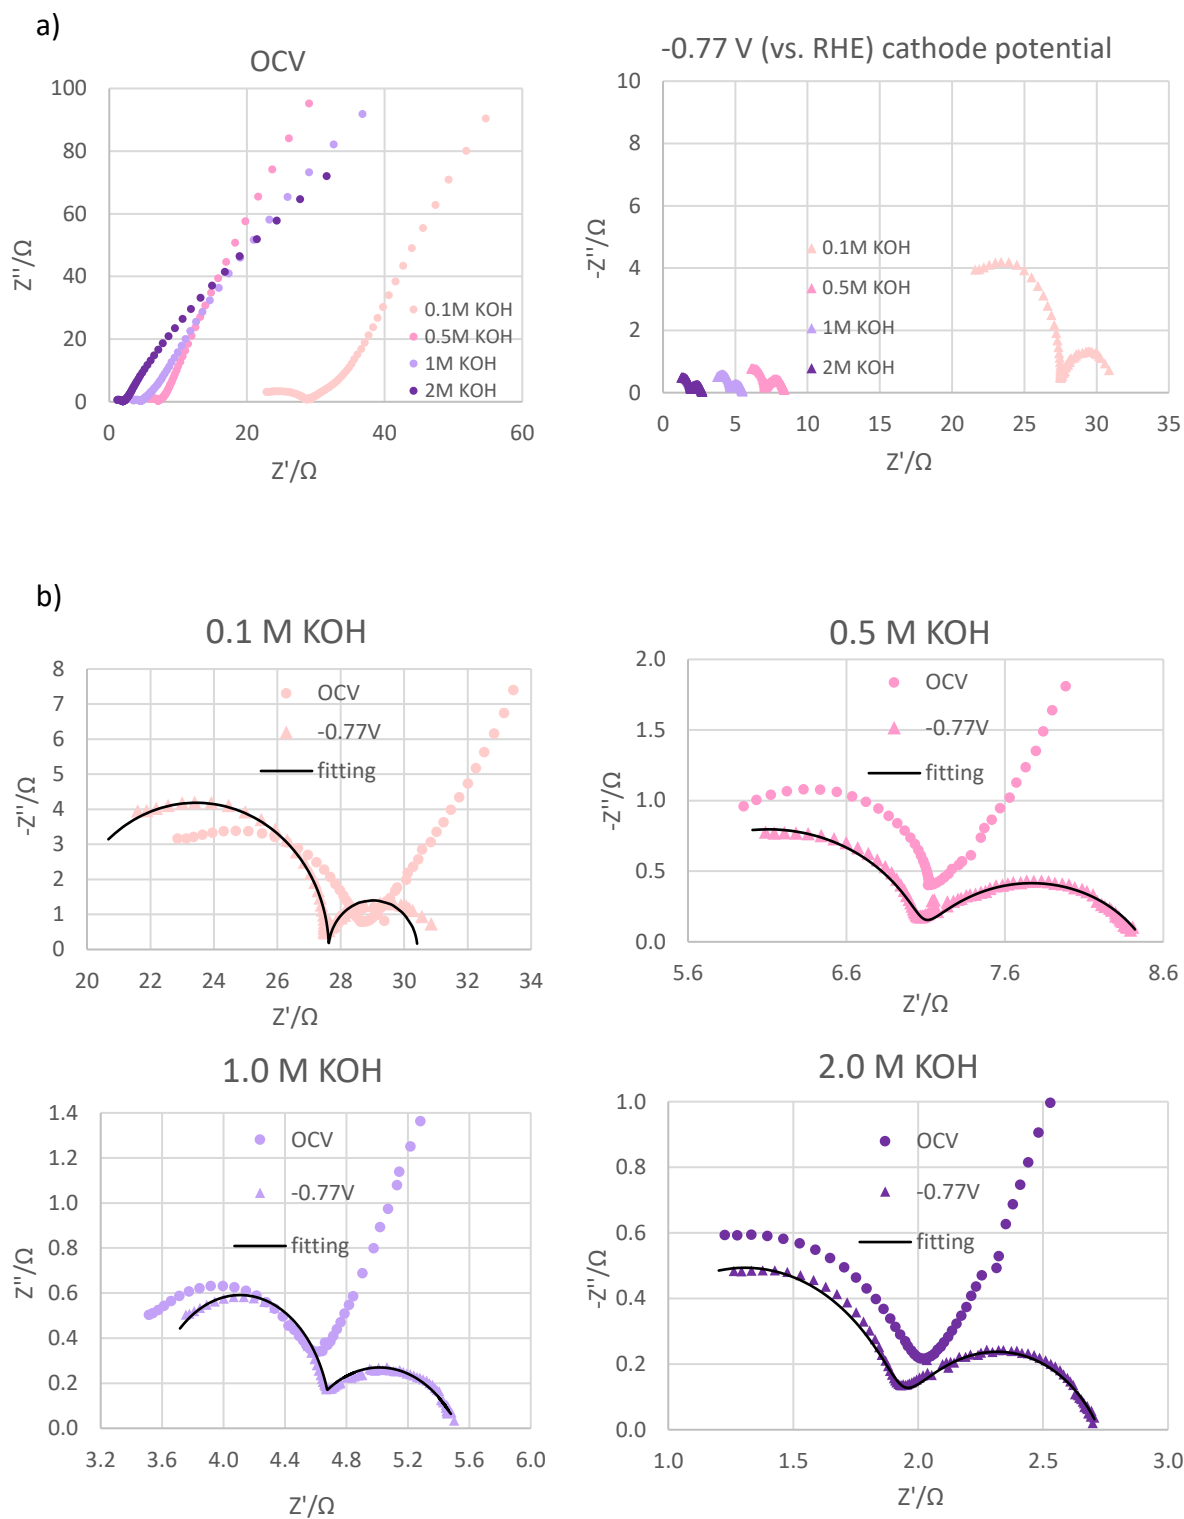 a)
OCV
Z''/Ω
100
80
60
40
20
0
0 20 40 60
Z'/Ω
0.1M KOH
0.5M KOH
1M KOH
2M KOH
-0.77 V (vs. RHE) cathode potential
-Z''/Ω
10
8
6
4
2
0
0 5 10 15 20 25 30 35
Z'/Ω
0.1M KOH
0.5M KOH
1M KOH
2M KOH
b)
0.1 M KOH
-Z''/Ω
8
7
6
5
4
3
2
1
0
20 22 24 26 28 30 32 34
Z'/Ω
OCV
-0.77V
fitting
0.5 M KOH
-Z''/Ω
2.0
1.5
1.0
0.5
0.0
5.6 6.6 7.6 8.6
Z'/Ω
OCV
-0.77V
fitting
1.0 M KOH
Z''/Ω
1.4
1.2
1.0
0.8
0.6
0.4
0.2
0.0
3.2 3.6 4.0 4.4 4.8 5.2 5.6 6.0
Z'/Ω
OCV
-0.77V
fitting
2.0 M KOH
-Z''/Ω
1.0
0.8
0.6
0.4
0.2
0.0
1.0 1.5 2.0 2.5 3.0
Z'/Ω
OCV
-0.77V
fitting